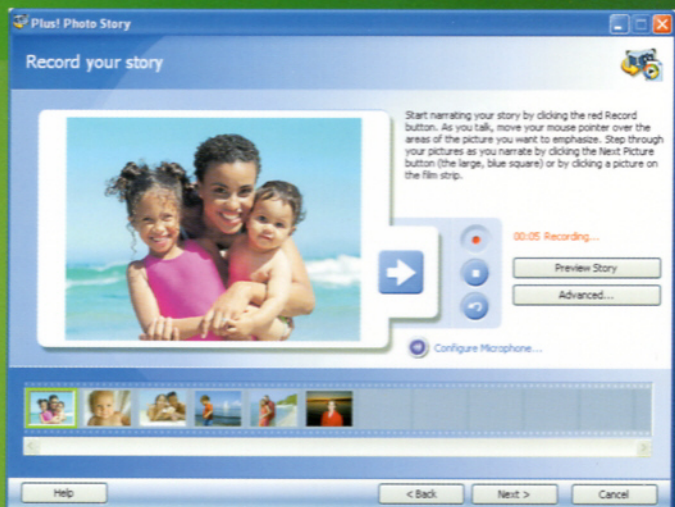 Plus! Photo Story
Record your story
Start narrating your story by clicking the red Record
button. As you talk, move your mouse pointer over the
areas of the picture you want to emphasize. Step through
your pictures as you narrate by clicking the Next Picture
button (the large, blue square) or by clicking a picture on
the film strip.
00:05 Recording...
Preview Story
Advanced...
Configure Microphone...
Help
< Back
Next >
Cancel